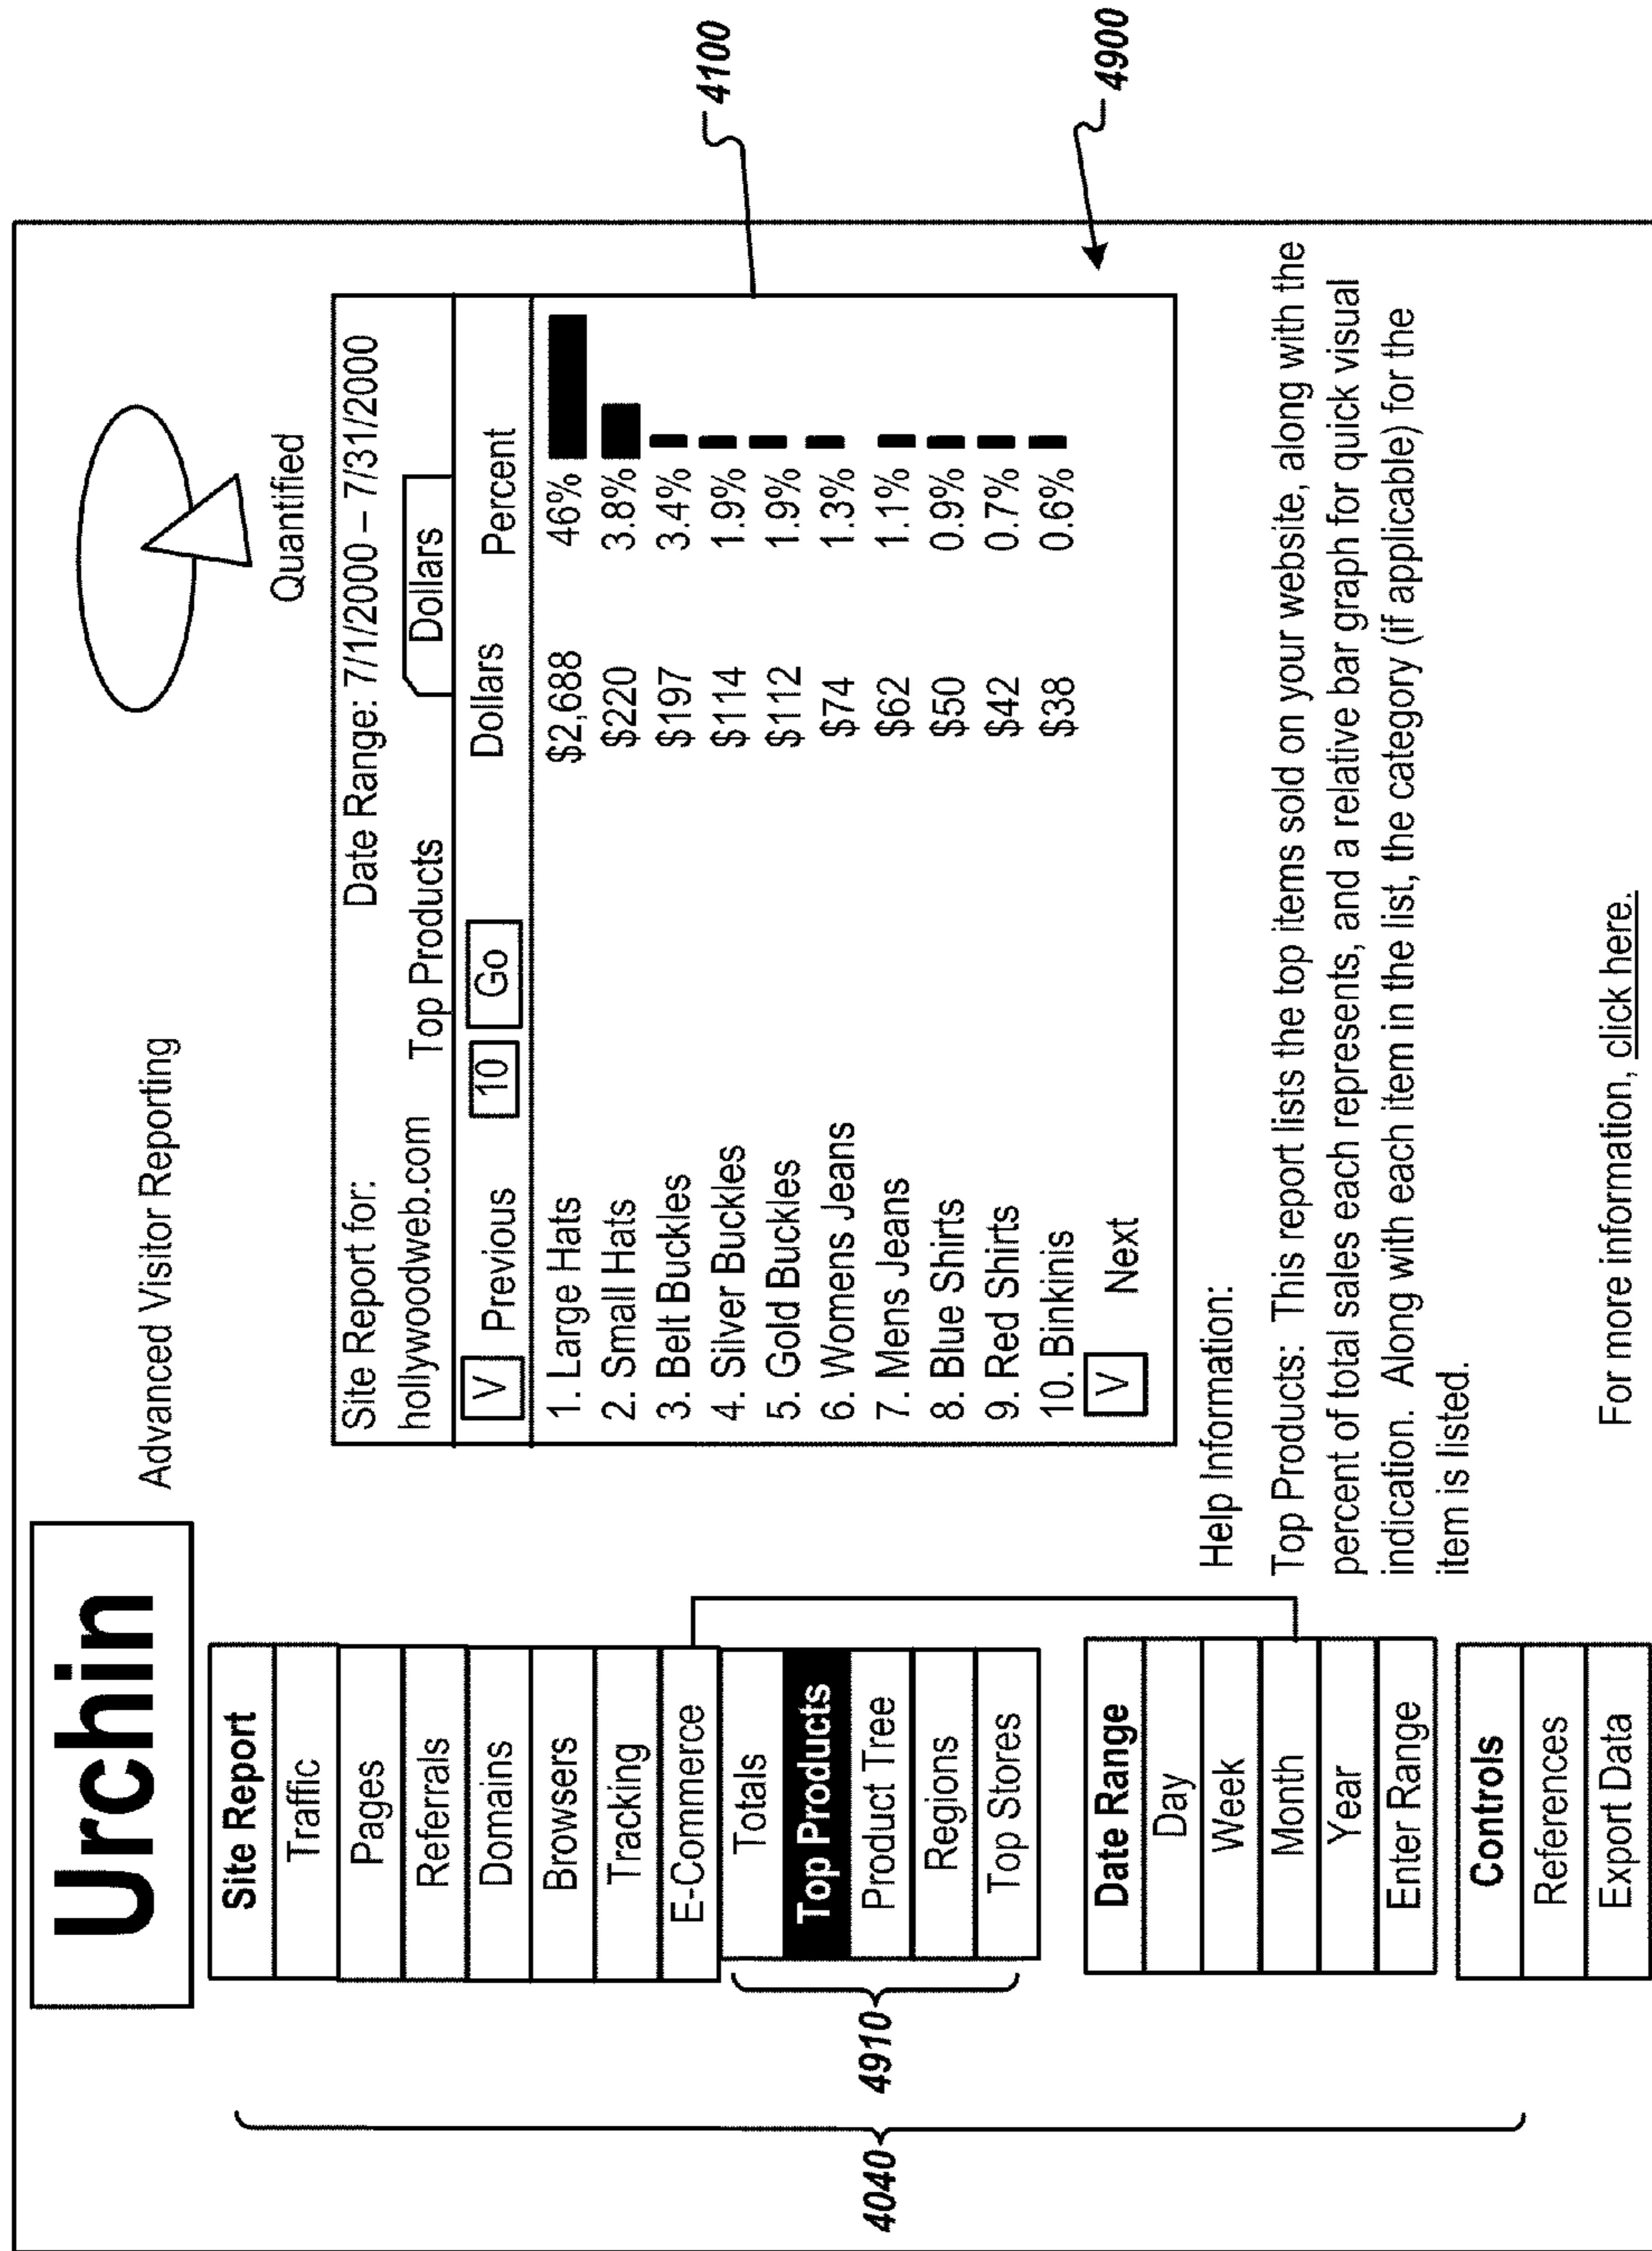 Urchin
Advanced Visitor Reporting
Quantified
Site Report
Traffic
Pages
Referrals
Domains
Browsers
Tracking
E-Commerce
Totals
Top Products
Product Tree
Regions
Top Stores
Date Range
Day
Week
Month
Year
Enter Range
Controls
References
Export Data
4040
4910
Site Report for: Date Range: 7/1/2000 – 7/31/2000
hollywoodweb.com Top Products Dollars
V Previous 10 Go Dollars Percent
1. Large Hats $2,688 46%
2. Small Hats $220 3.8%
3. Belt Buckles $197 3.4%
4. Silver Buckles $114 1.9%
5. Gold Buckles $112 1.9%
6. Womens Jeans $74 1.3%
7. Mens Jeans $62 1.1%
8. Blue Shirts $50 0.9%
9. Red Shirts $42 0.7%
10. Binkinis $38 0.6%
V Next
4100
4900
Help Information:
Top Products: This report lists the top items sold on your website, along with the
percent of total sales each represents, and a relative bar graph for quick visual
indication. Along with each item in the list, the category (if applicable) for the
item is listed.
For more information, click here.